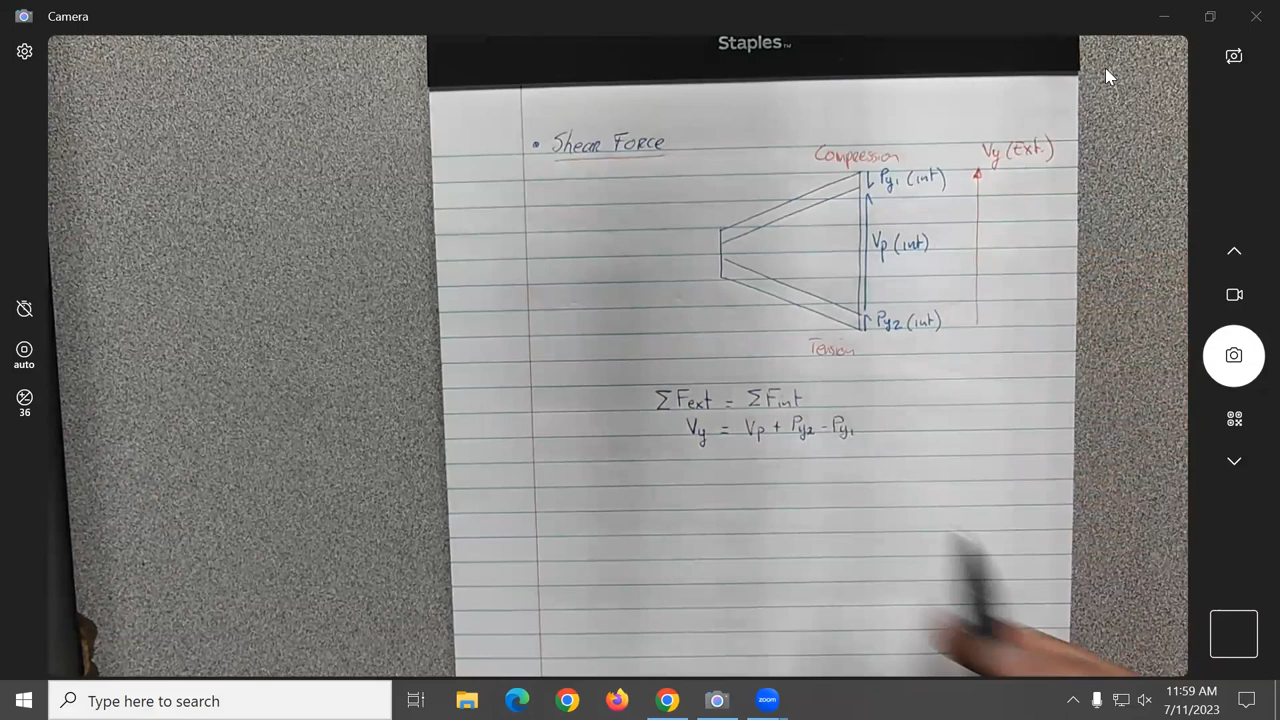 Camera
Staples
• Shear Force
Compression
Vy (Ext.)
Py1 (int)
Vp (int)
Py2 (int)
Tension
ΣFext = ΣFint
Vy = Vp + Py2 - Py1
auto
36
Type here to search
zoom
11:59 AM
7/11/2023